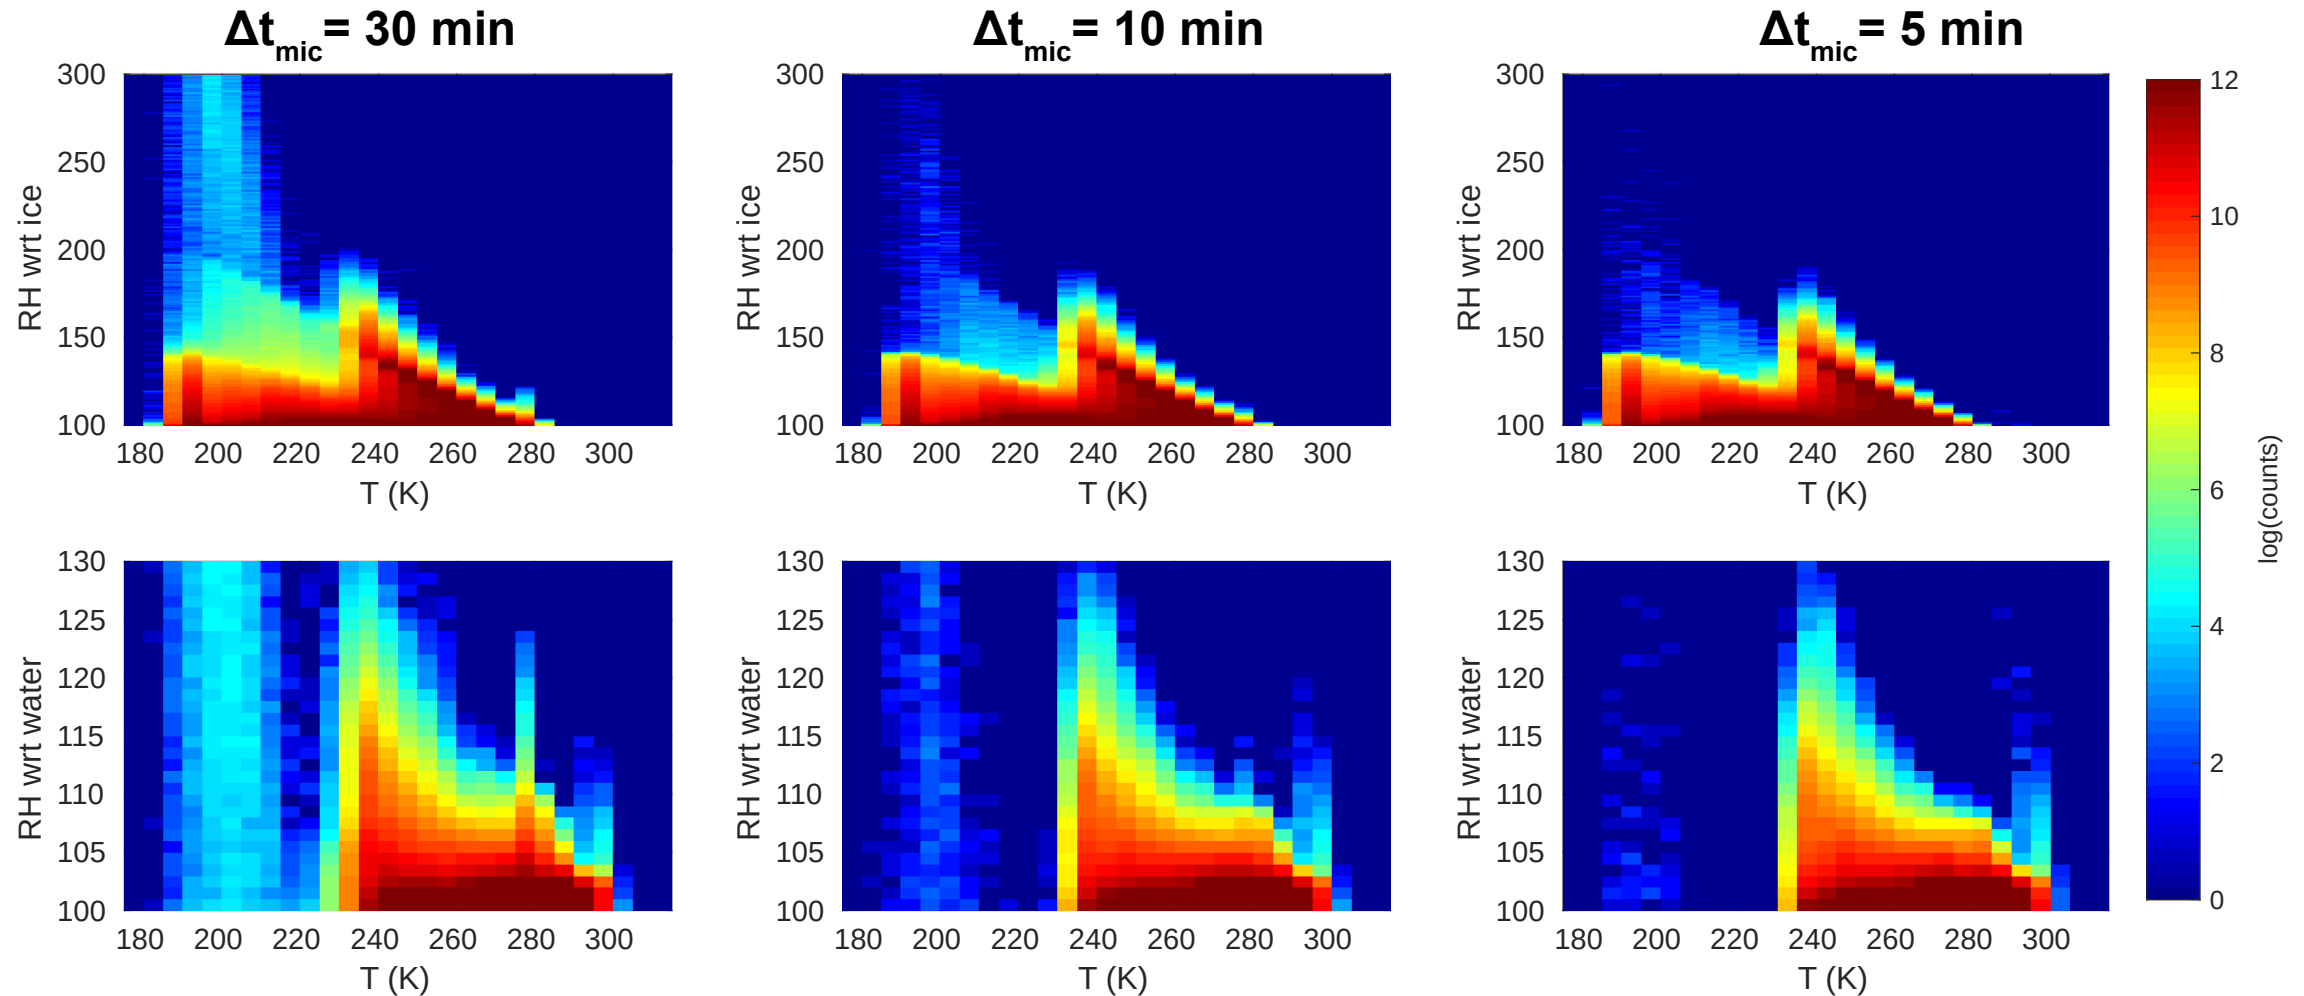 Δtmic= 30 min
Δtmic= 10 min
Δtmic= 5 min
300
250
200
150
100
RH wrt ice
180 200 220 240 260 280 300
T (K)
300
250
200
150
100
RH wrt ice
180 200 220 240 260 280 300
T (K)
300
250
200
150
100
RH wrt ice
180 200 220 240 260 280 300
T (K)
12
10
8
6
4
2
0
log(counts)
130
125
120
115
110
105
100
RH wrt water
180 200 220 240 260 280 300
T (K)
130
125
120
115
110
105
100
RH wrt water
180 200 220 240 260 280 300
T (K)
130
125
120
115
110
105
100
RH wrt water
180 200 220 240 260 280 300
T (K)